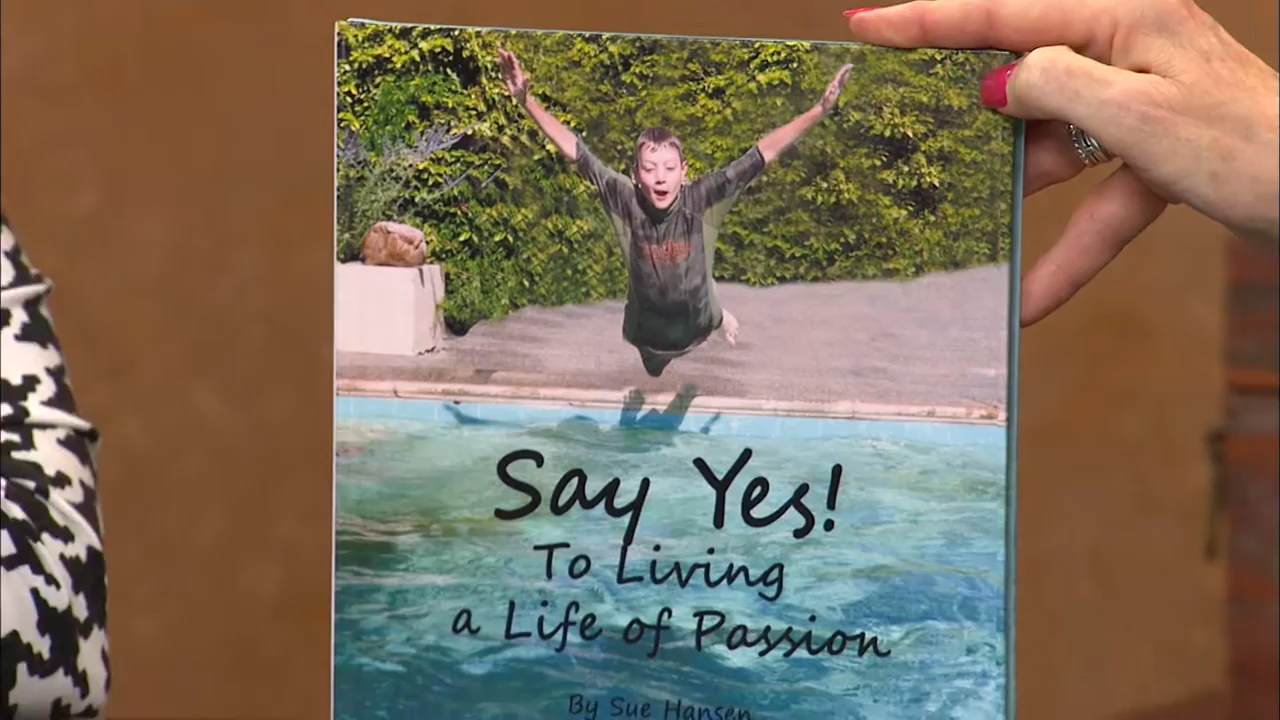 Say Yes!
To Living
a Life of Passion
By Sue Hansen